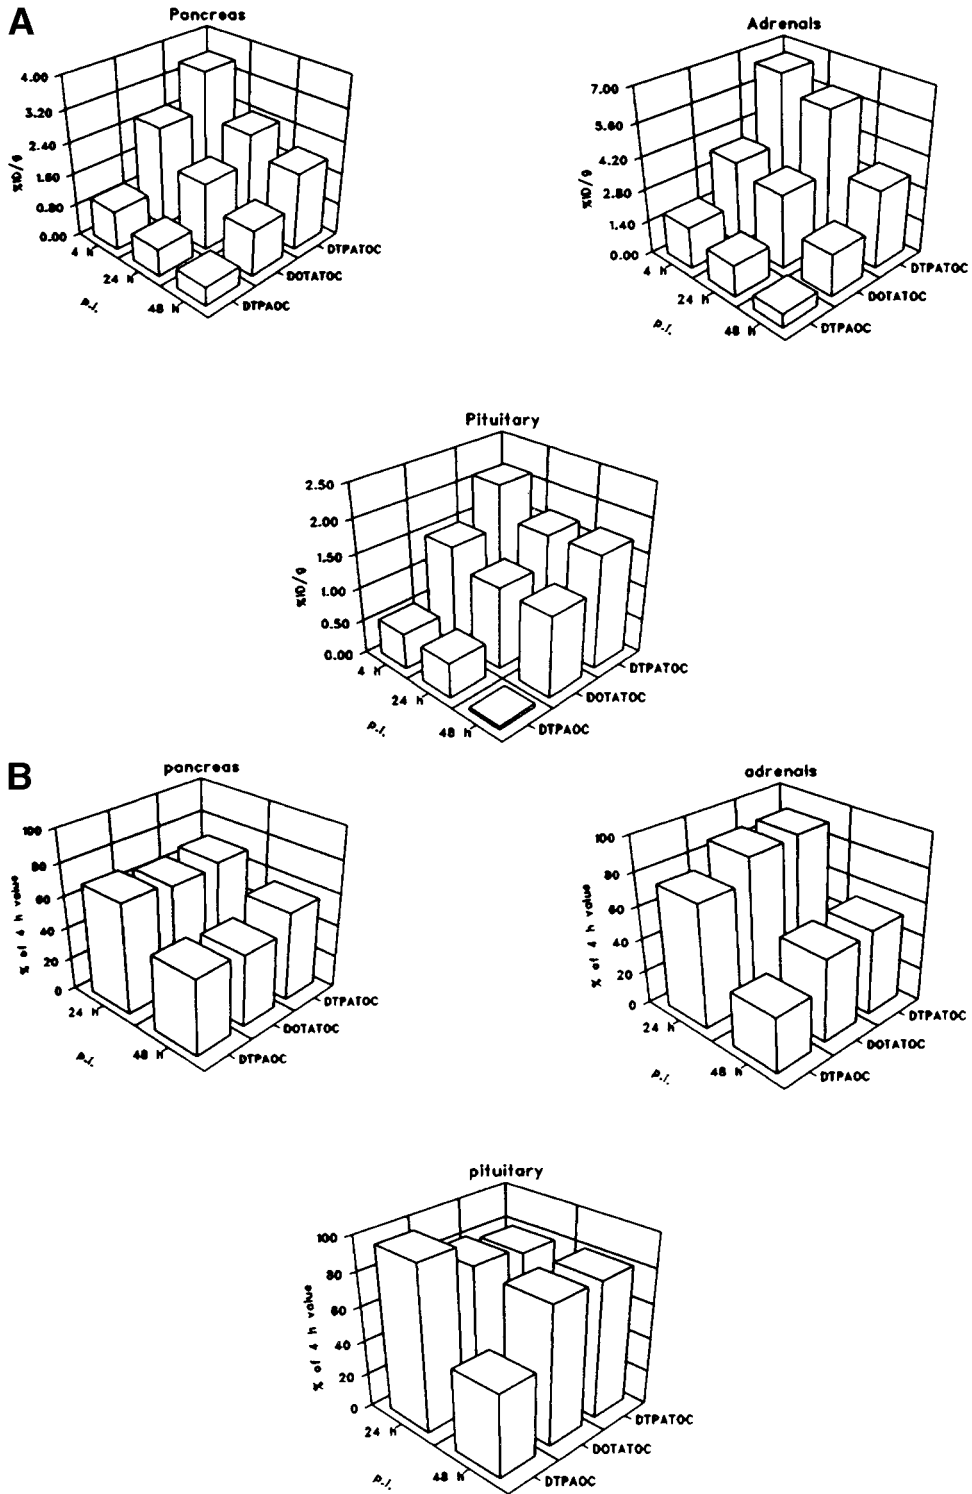 A
Pancreas
4.00
3.20
2.40
1.60
0.80
0.00
%ID/g
4 h
24 h
48 h
p.i.
DTPAOC
DOTATOC
DTPATOC
Adrenals
7.00
5.60
4.20
2.80
1.40
0.00
%ID/g
4 h
24 h
48 h
p.i.
DTPAOC
DOTATOC
DTPATOC
Pituitary
2.50
2.00
1.50
1.00
0.50
0.00
%ID/g
4 h
24 h
48 h
p.i.
DTPAOC
DOTATOC
DTPATOC
B
pancreas
100
80
60
40
20
0
% of 4 h value
24 h
48 h
p.i.
DTPAOC
DOTATOC
DTPATOC
adrenals
100
80
60
40
20
0
% of 4 h value
24 h
48 h
p.i.
DTPAOC
DOTATOC
DTPATOC
pituitary
100
80
60
40
20
0
% of 4 h value
24 h
48 h
p.i.
DTPAOC
DOTATOC
DTPATOC